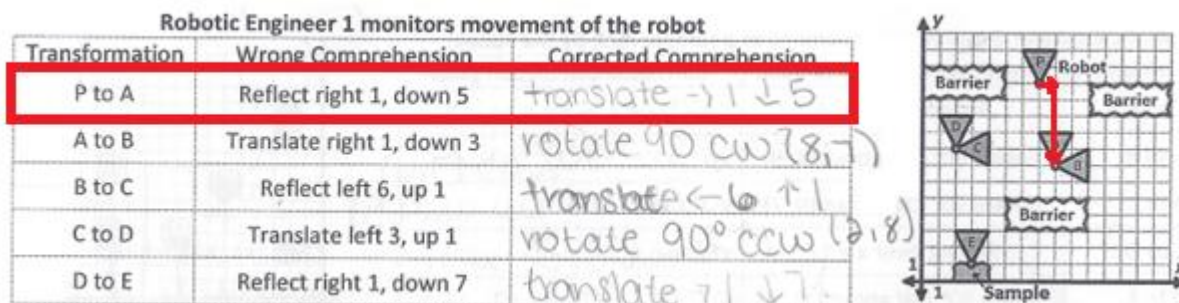 Robotic Engineer 1 monitors movement of the robot
Transformation Wrong Comprehension Corrected Comprehension
P to A Reflect right 1, down 5 translate → 1 ↓ 5
A to B Translate right 1, down 3 rotate 90 cw (8,7)
B to C Reflect left 6, up 1 translate ← 6 ↑ 1
C to D Translate left 3, up 1 rotate 90° ccw (2,8)
D to E Reflect right 1, down 7 translate → 1 ↓ 7
y
P
Robot
Barrier
Barrier
D
C
B
Barrier
E
1
1
Sample